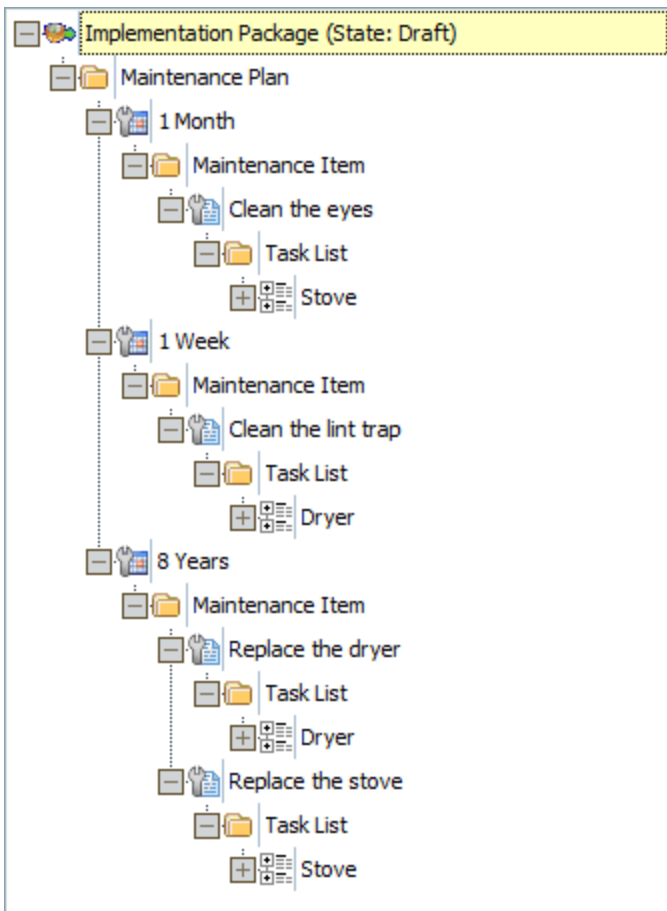 Implementation Package (State: Draft)
Maintenance Plan
1 Month
Maintenance Item
Clean the eyes
Task List
Stove
1 Week
Maintenance Item
Clean the lint trap
Task List
Dryer
8 Years
Maintenance Item
Replace the dryer
Task List
Dryer
Replace the stove
Task List
Stove